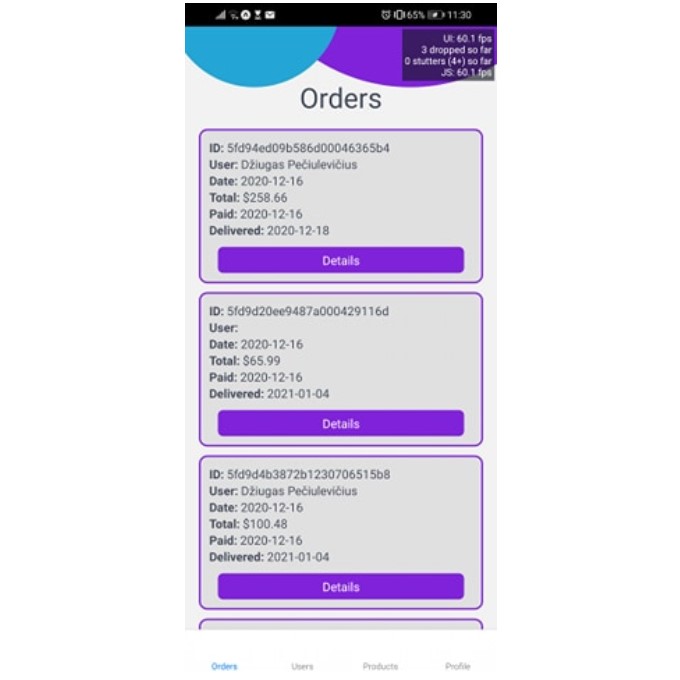 65% 11:30
UI: 60.1 fps
3 dropped so far
0 stutters (4+) so far
JS: 60.1 fps
Orders
ID: 5fd94ed09b586d00046365b4
User: Džiugas Pečiulevičius
Date: 2020-12-16
Total: $258.66
Paid: 2020-12-16
Delivered: 2020-12-18
Details
ID: 5fd9d20ee9487a000429116d
User:
Date: 2020-12-16
Total: $65.99
Paid: 2020-12-16
Delivered: 2021-01-04
Details
ID: 5fd9d4b3872b1230706515b8
User: Džiugas Pečiulevičius
Date: 2020-12-16
Total: $100.48
Paid: 2020-12-16
Delivered: 2021-01-04
Details
Orders Users Products Profile